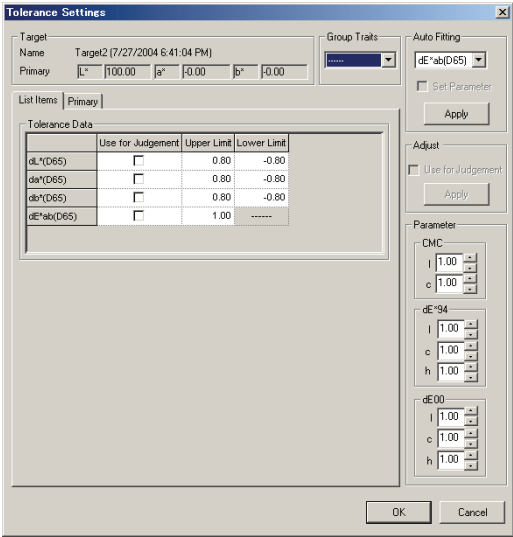 Tolerance Settings
Target
Name Target2 (7/27/2004 6:41:04 PM)
Primary L* 100.00 a* -0.00 b* -0.00
Group Traits
-----
Auto Fitting
dE*ab(D65)
Set Parameter
Apply
List Items Primary
Tolerance Data
Use for Judgement Upper Limit Lower Limit
dL*(D65) 0.80 -0.80
da*(D65) 0.80 -0.80
db*(D65) 0.80 -0.80
dE*ab(D65) 1.00 ------
Adjust
Use for Judgement
Apply
Parameter
CMC
l 1.00
c 1.00
dE*94
l 1.00
c 1.00
h 1.00
dE00
l 1.00
c 1.00
h 1.00
OK Cancel